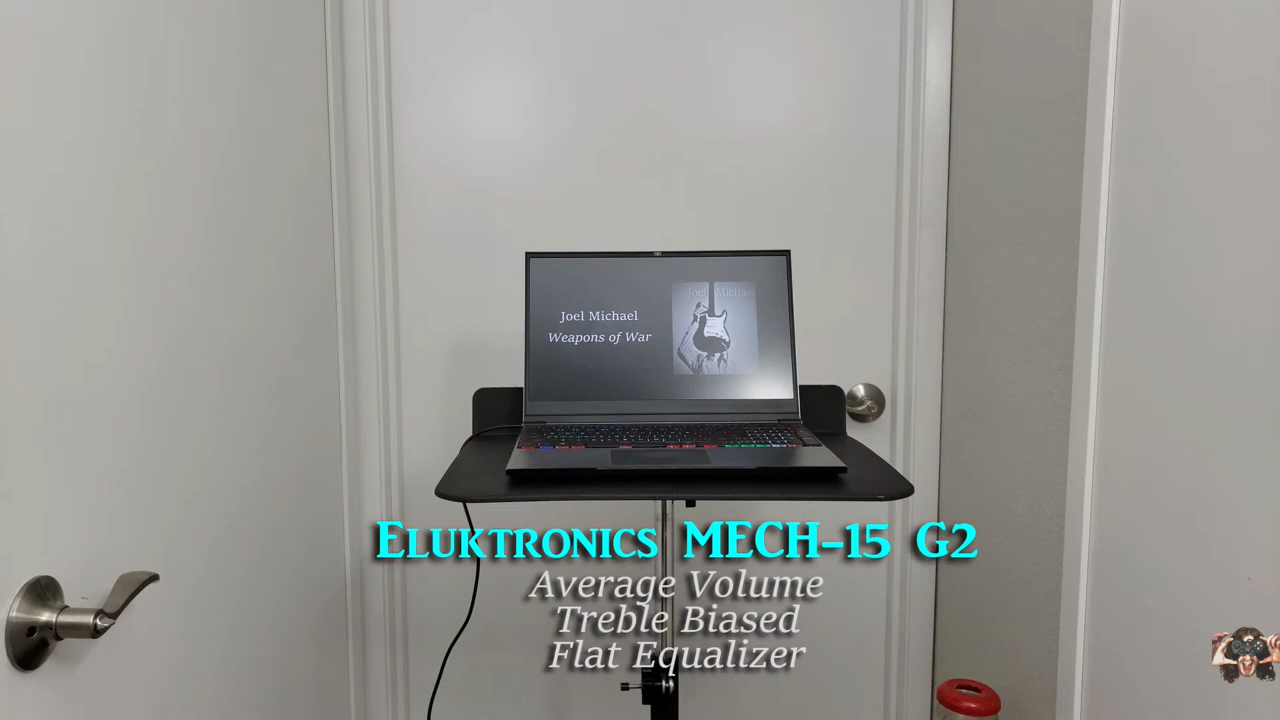 Joel Michael
Joel Michael
Weapons of War
Eluktronics MECH-15 G2
Average Volume
Treble Biased
Flat Equalizer